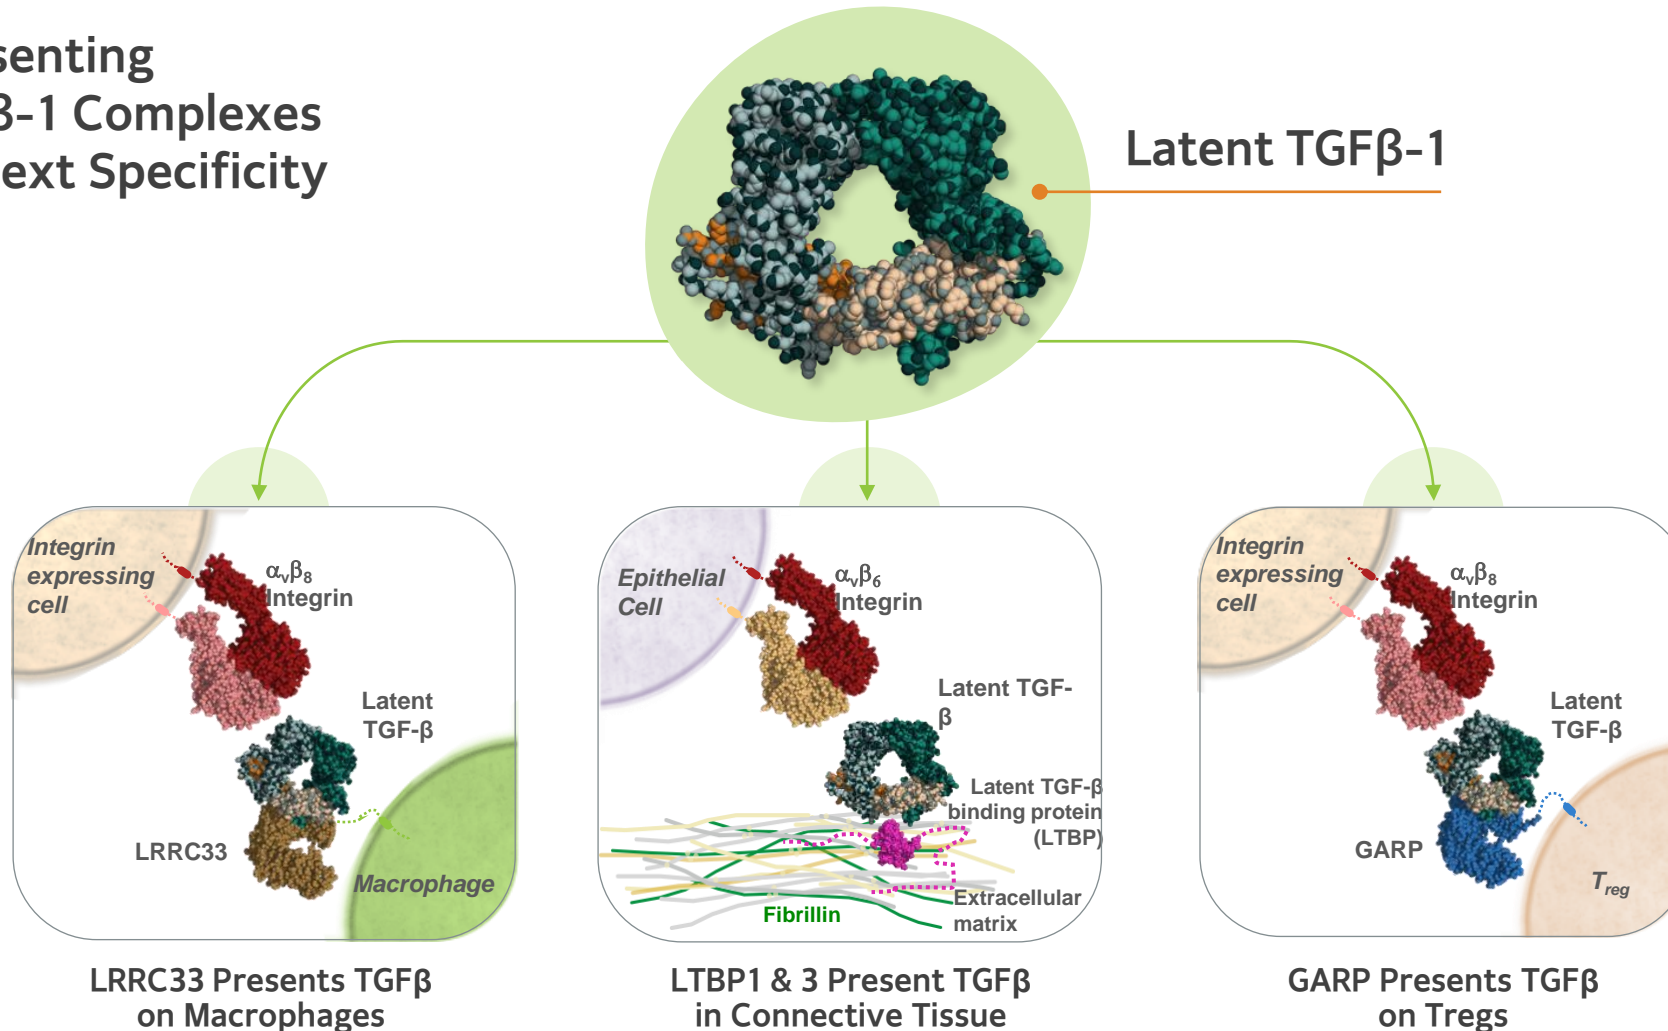 senting
β-1 Complexes
ext Specificity
Latent TGFβ-1
Integrin
expressing
cell
αvβ8
Integrin
Latent
TGF-β
LRRC33
Macrophage
LRRC33 Presents TGFβ
on Macrophages
Epithelial
Cell
αvβ6
Integrin
Latent TGF-
β
Latent TGF-β
binding protein
(LTBP)
Extracellular
matrix
Fibrillin
LTBP1 & 3 Present TGFβ
in Connective Tissue
Integrin
expressing
cell
αvβ8
Integrin
Latent
TGF-β
GARP
Treg
GARP Presents TGFβ
on Tregs